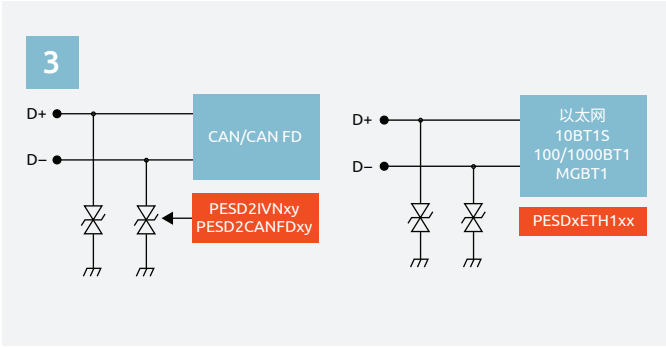 3
D+
CAN/CAN FD
D−
PESD2IVNxy
PESD2CANFDxy
D+
以太网
10BT1S
100/1000BT1
MGBT1
D−
PESDxETH1xx